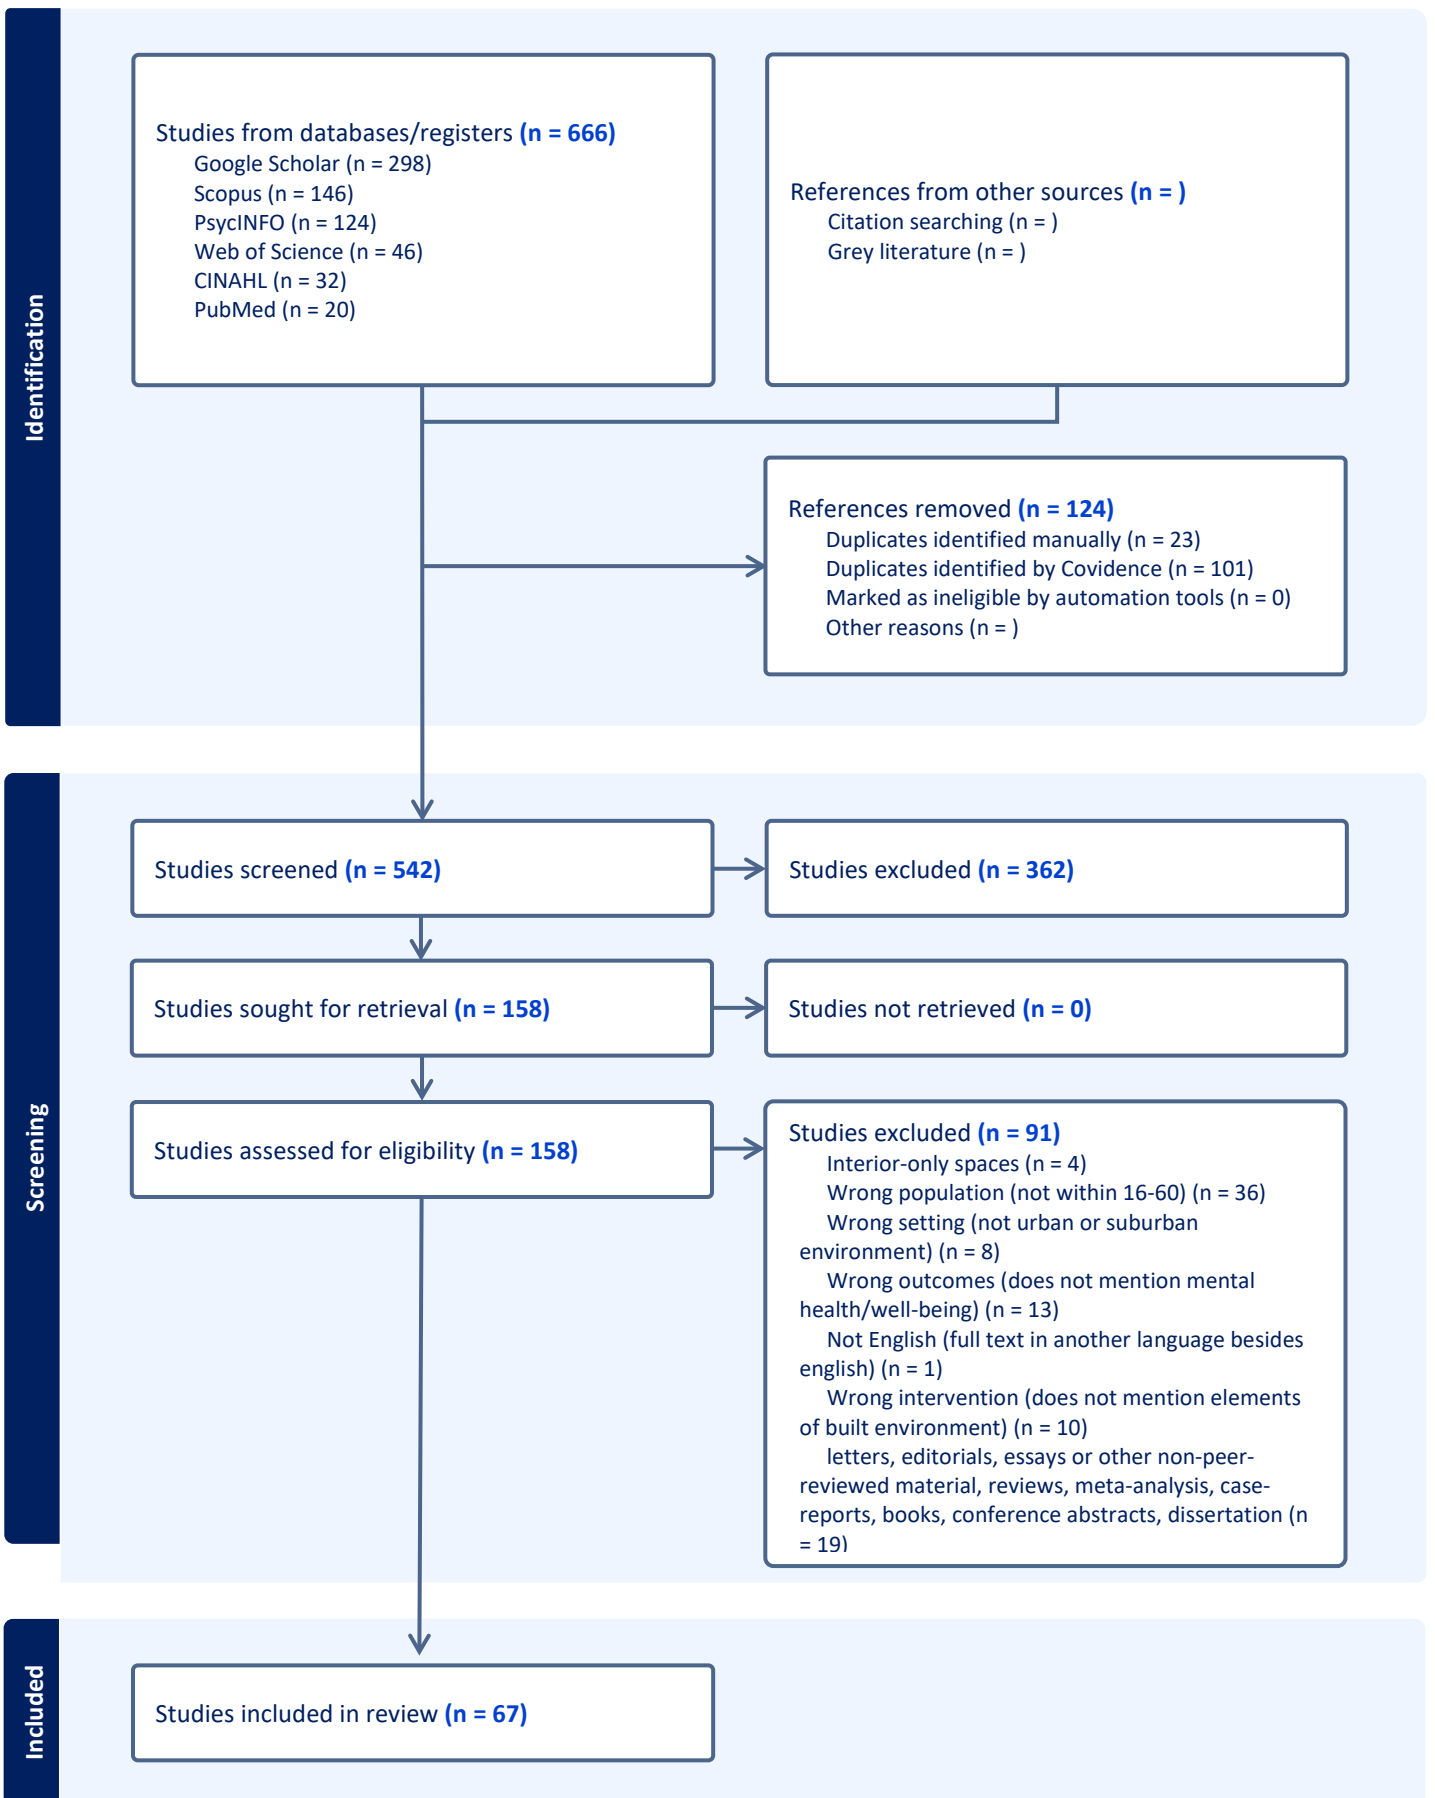 Identification
Studies from databases/registers (n = 666)
Google Scholar (n = 298)
Scopus (n = 146)
PsycINFO (n = 124)
Web of Science (n = 46)
CINAHL (n = 32)
PubMed (n = 20)
References from other sources (n = )
Citation searching (n = )
Grey literature (n = )
References removed (n = 124)
Duplicates identified manually (n = 23)
Duplicates identified by Covidence (n = 101)
Marked as ineligible by automation tools (n = 0)
Other reasons (n = )
Screening
Studies screened (n = 542)
Studies excluded (n = 362)
Studies sought for retrieval (n = 158)
Studies not retrieved (n = 0)
Studies assessed for eligibility (n = 158)
Studies excluded (n = 91)
Interior-only spaces (n = 4)
Wrong population (not within 16-60) (n = 36)
Wrong setting (not urban or suburban
environment) (n = 8)
Wrong outcomes (does not mention mental
health/well-being) (n = 13)
Not English (full text in another language besides
english) (n = 1)
Wrong intervention (does not mention elements
of built environment) (n = 10)
letters, editorials, essays or other non-peer-
reviewed material, reviews, meta-analysis, case-
reports, books, conference abstracts, dissertation (n
= 19)
Included
Studies included in review (n = 67)